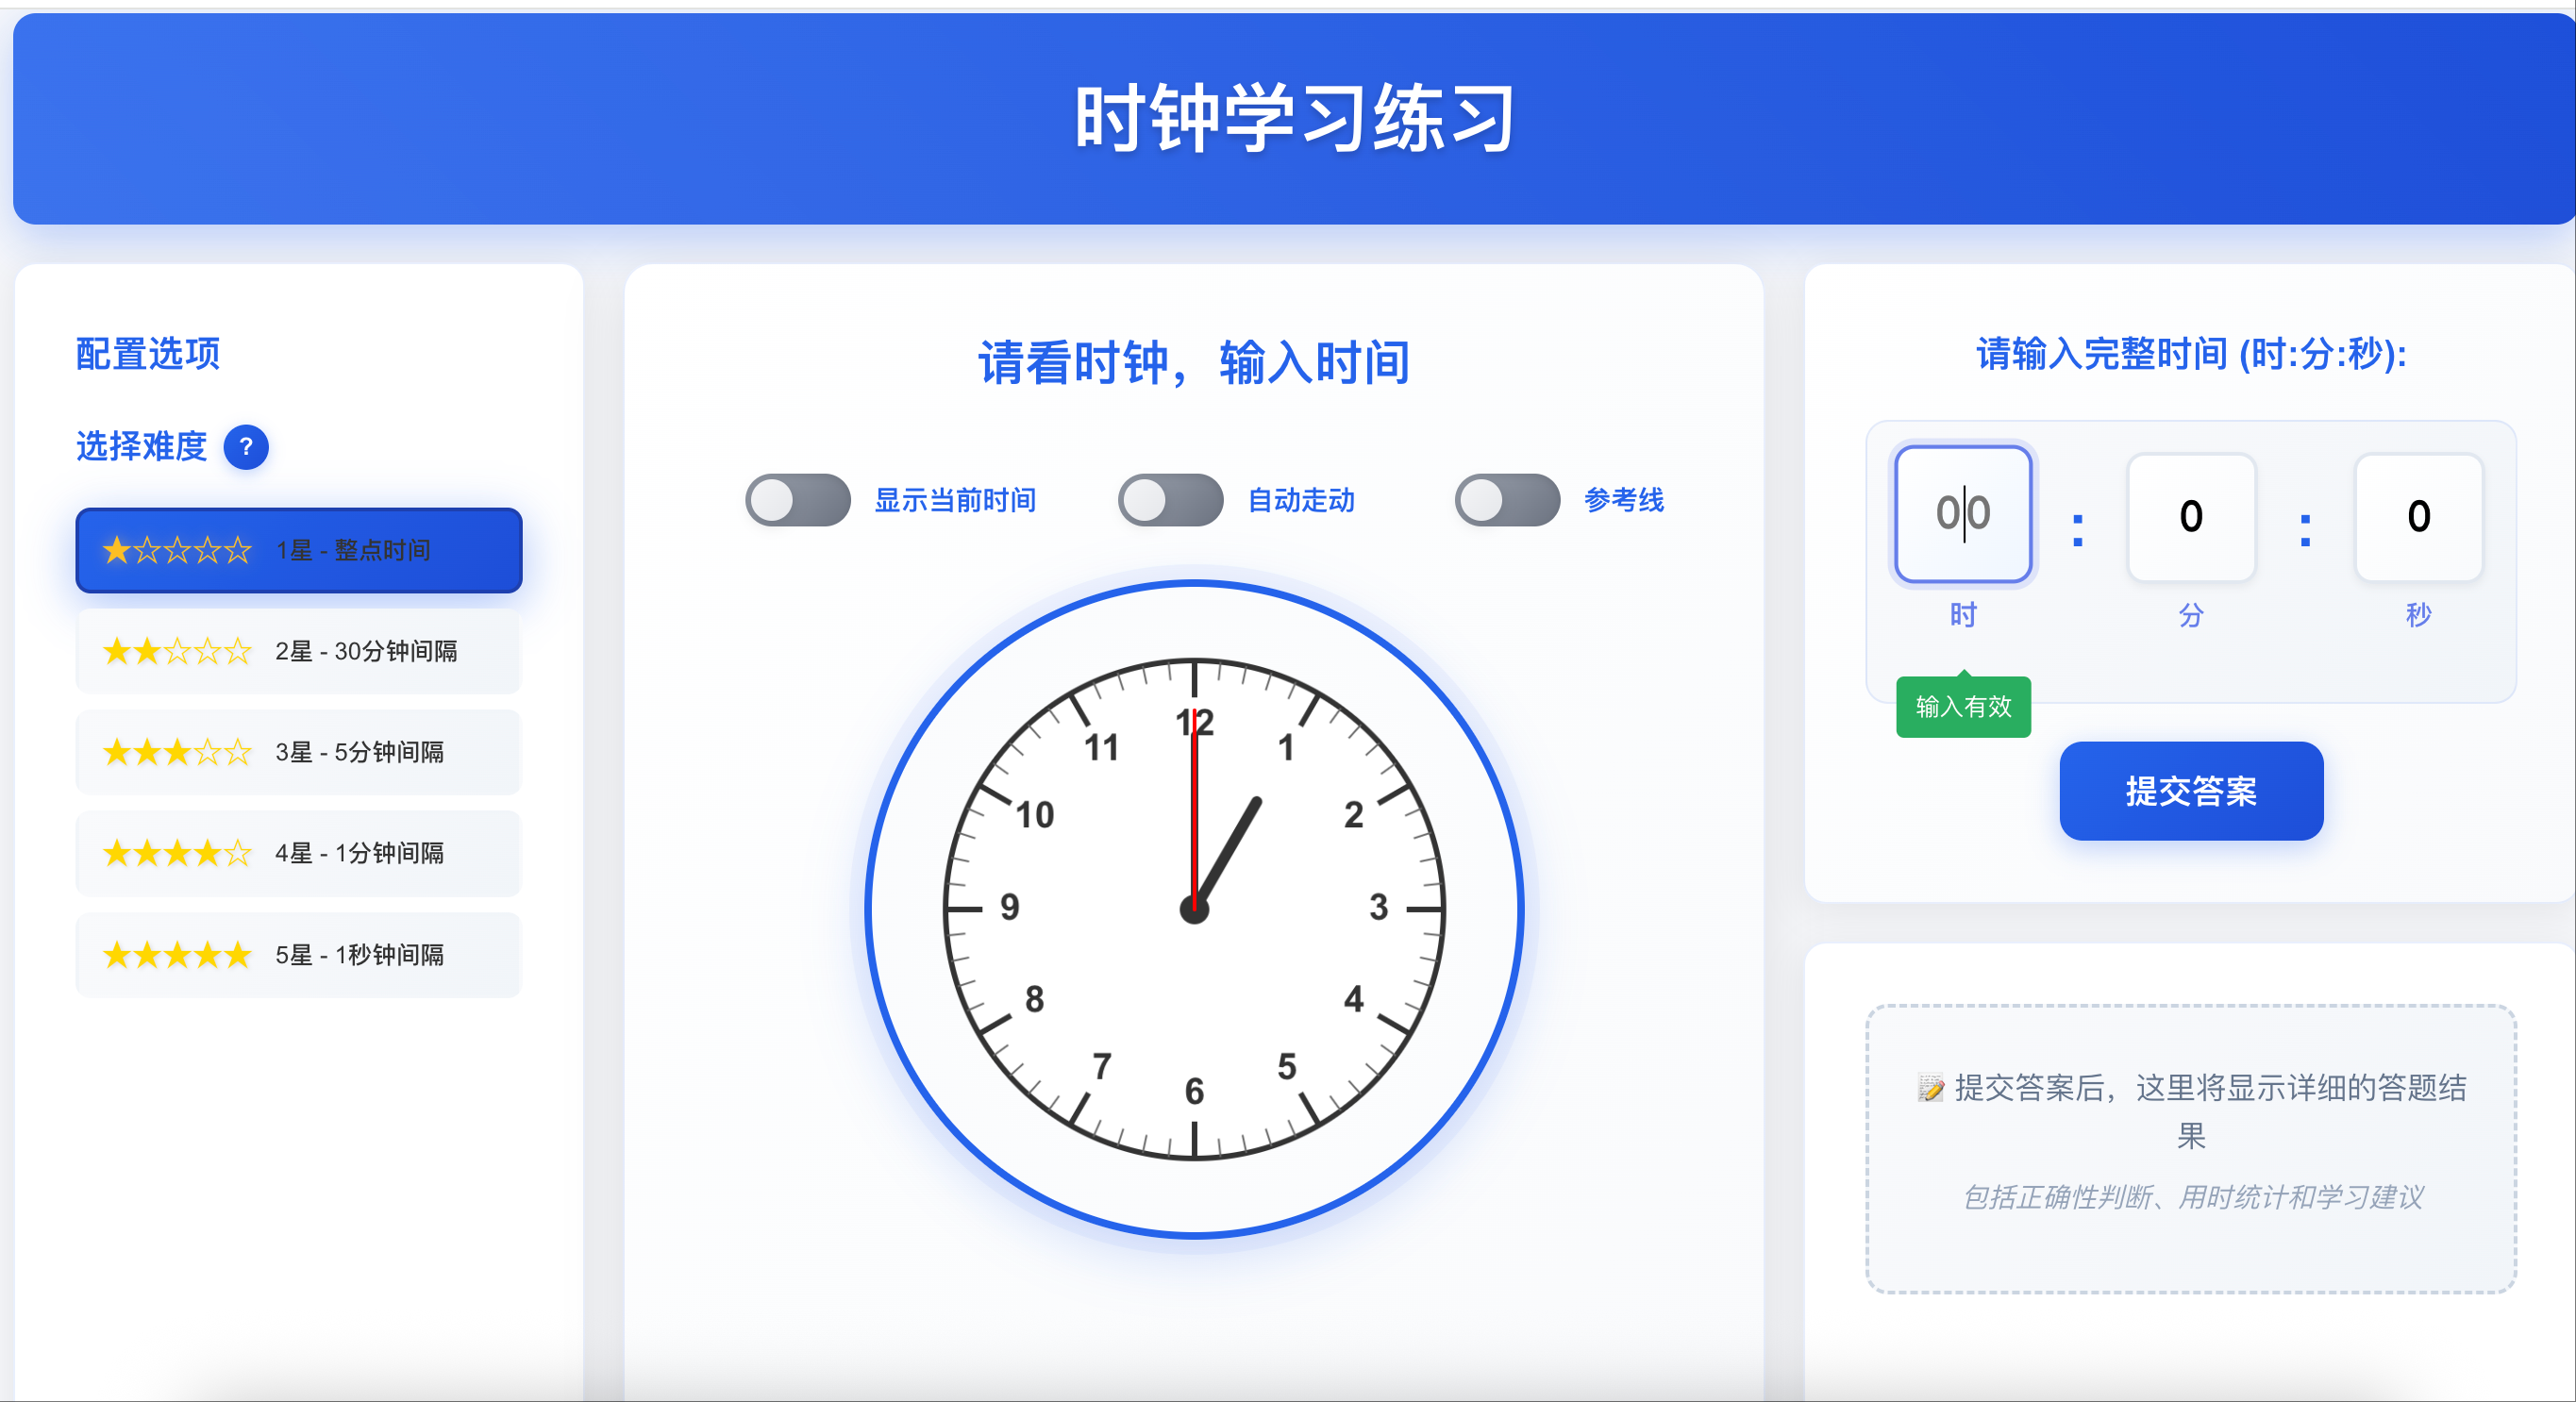 时钟学习练习
配置选项
选择难度 ?
★☆☆☆☆ 1星 - 整点时间
★★☆☆☆ 2星 - 30分钟间隔
★★★☆☆ 3星 - 5分钟间隔
★★★★☆ 4星 - 1分钟间隔
★★★★★ 5星 - 1秒钟间隔
请看时钟，输入时间
显示当前时间 自动走动 参考线
12
11 1
10 2
9 3
8 4
7 5
6
请输入完整时间 (时:分:秒):
00 : 0 : 0
时 分 秒
输入有效
提交答案
📝 提交答案后，这里将显示详细的答题结
果
包括正确性判断、用时统计和学习建议